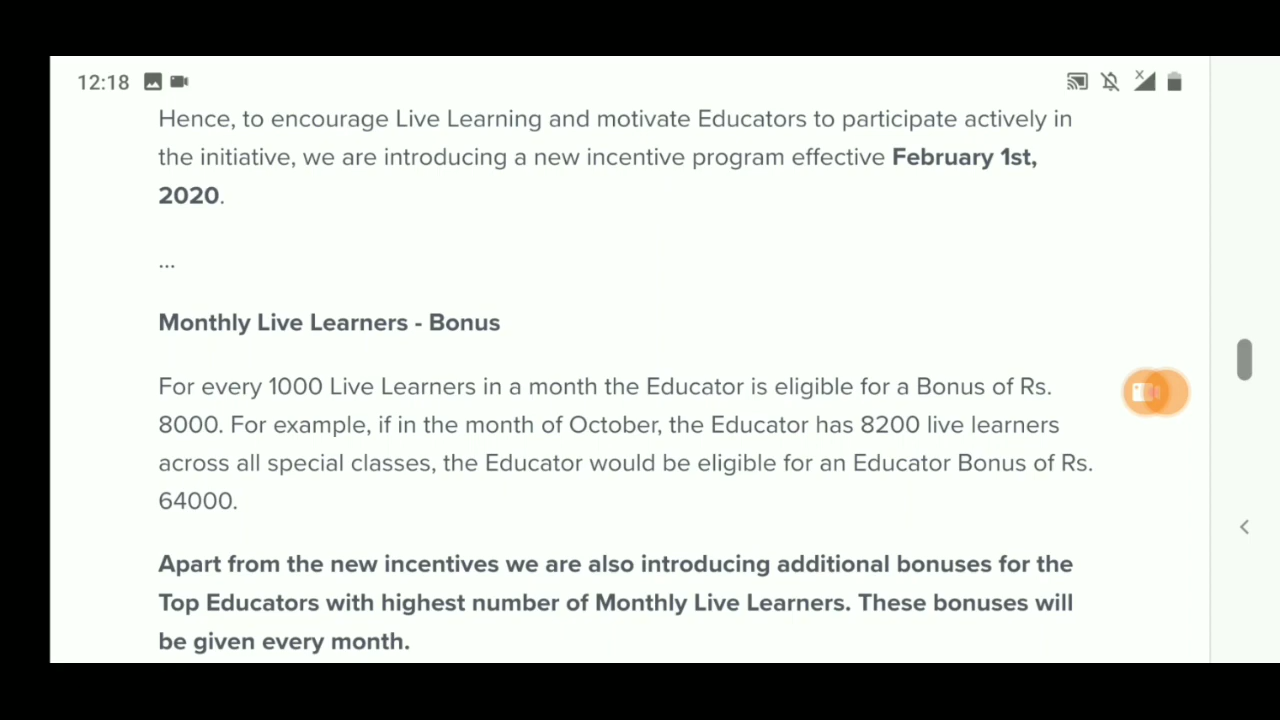 12:18
Hence, to encourage Live Learning and motivate Educators to participate actively in
the initiative, we are introducing a new incentive program effective February 1st,
2020.
...
Monthly Live Learners - Bonus
For every 1000 Live Learners in a month the Educator is eligible for a Bonus of Rs.
8000. For example, if in the month of October, the Educator has 8200 live learners
across all special classes, the Educator would be eligible for an Educator Bonus of Rs.
64000.
Apart from the new incentives we are also introducing additional bonuses for the
Top Educators with highest number of Monthly Live Learners. These bonuses will
be given every month.